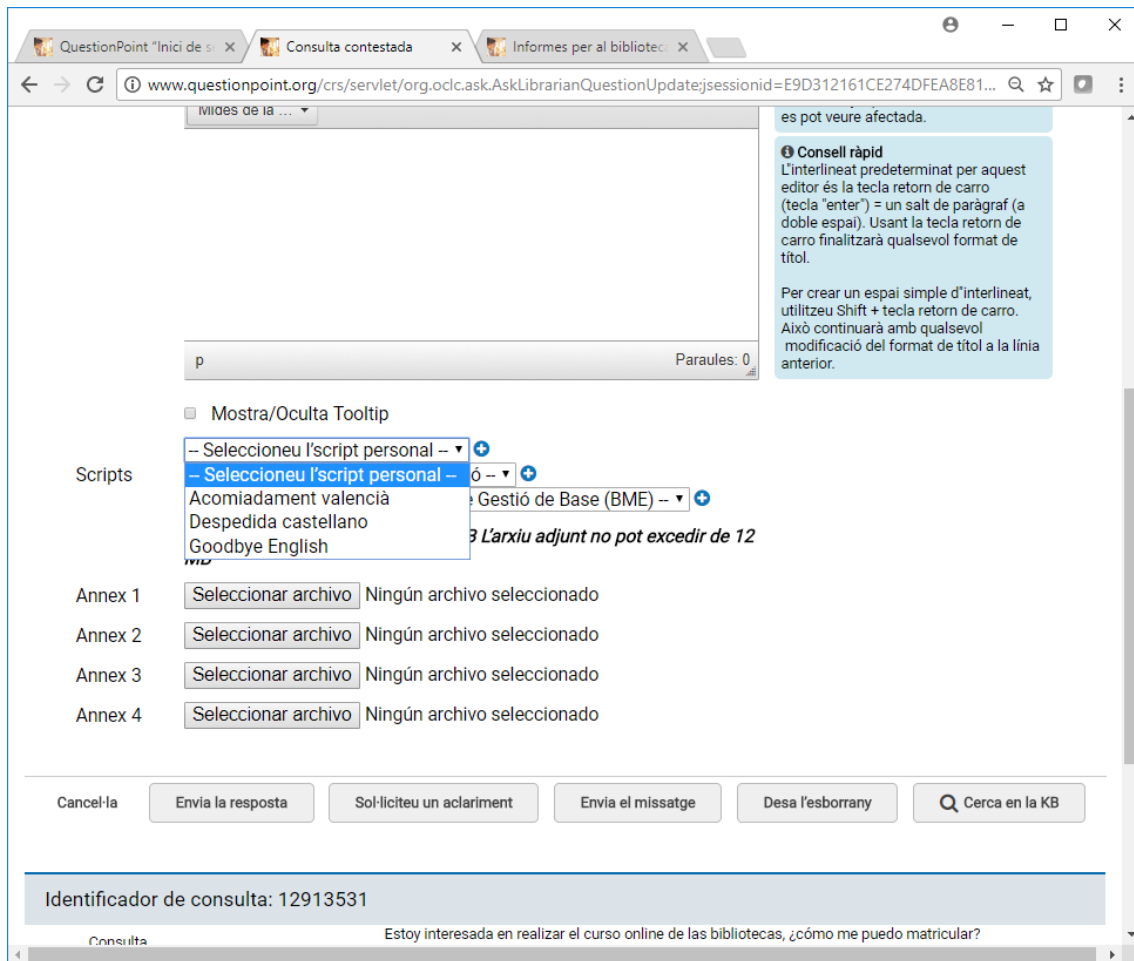 QuestionPoint "Inici de s
Consulta contestada
Informes per al bibliotec
www.questionpoint.org/crs/servlet/org.oclc.ask.AskLibrarianQuestionUpdate;jsessionid=E9D312161CE274DFEA8E81...
Mides de la ...
es pot veure afectada.
Consell ràpid
L"interlineat predeterminat per aquest
editor és la tecla retorn de carro
(tecla "enter") = un salt de paràgraf (a
doble espai). Usant la tecla retorn de
carro finalitzarà qualsevol format de
títol.
Per crear un espai simple d"interlineat,
utilitzeu Shift + tecla retorn de carro.
Això continuarà amb qualsevol
modificació del format de títol a la línia
anterior.
p
Paraules: 0
Mostra/Oculta Tooltip
Scripts
-- Seleccioneu l'script personal --
-- Seleccioneu l'script personal --
Acomiadament valencià
Despedida castellano
Goodbye English
ó --
Gestió de Base (BME) --
L'arxiu adjunt no pot excedir de 12
MB
Annex 1 Seleccionar archivo Ningún archivo seleccionado
Annex 2 Seleccionar archivo Ningún archivo seleccionado
Annex 3 Seleccionar archivo Ningún archivo seleccionado
Annex 4 Seleccionar archivo Ningún archivo seleccionado
Cancel·la Envia la resposta Sol·liciteu un aclariment Envia el missatge Desa l'esborrany Cerca en la KB
Identificador de consulta: 12913531
Consulta
Estoy interesada en realizar el curso online de las bibliotecas, ¿cómo me puedo matricular?